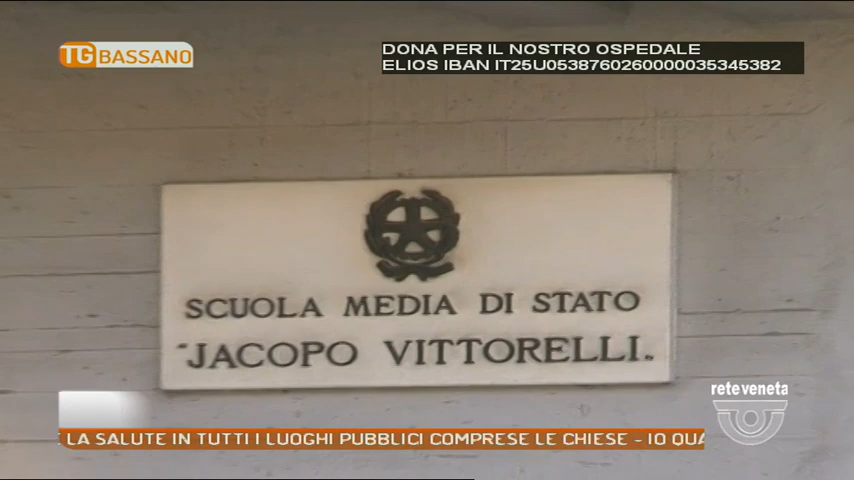 TG BASSANO
DONA PER IL NOSTRO OSPEDALE
ELIOS IBAN IT25U0538760260000035345382
SCUOLA MEDIA DI STATO
"JACOPO VITTORELLI"
reteveneta
LA SALUTE IN TUTTI I LUOGHI PUBBLICI COMPRESE LE CHIESE - IO